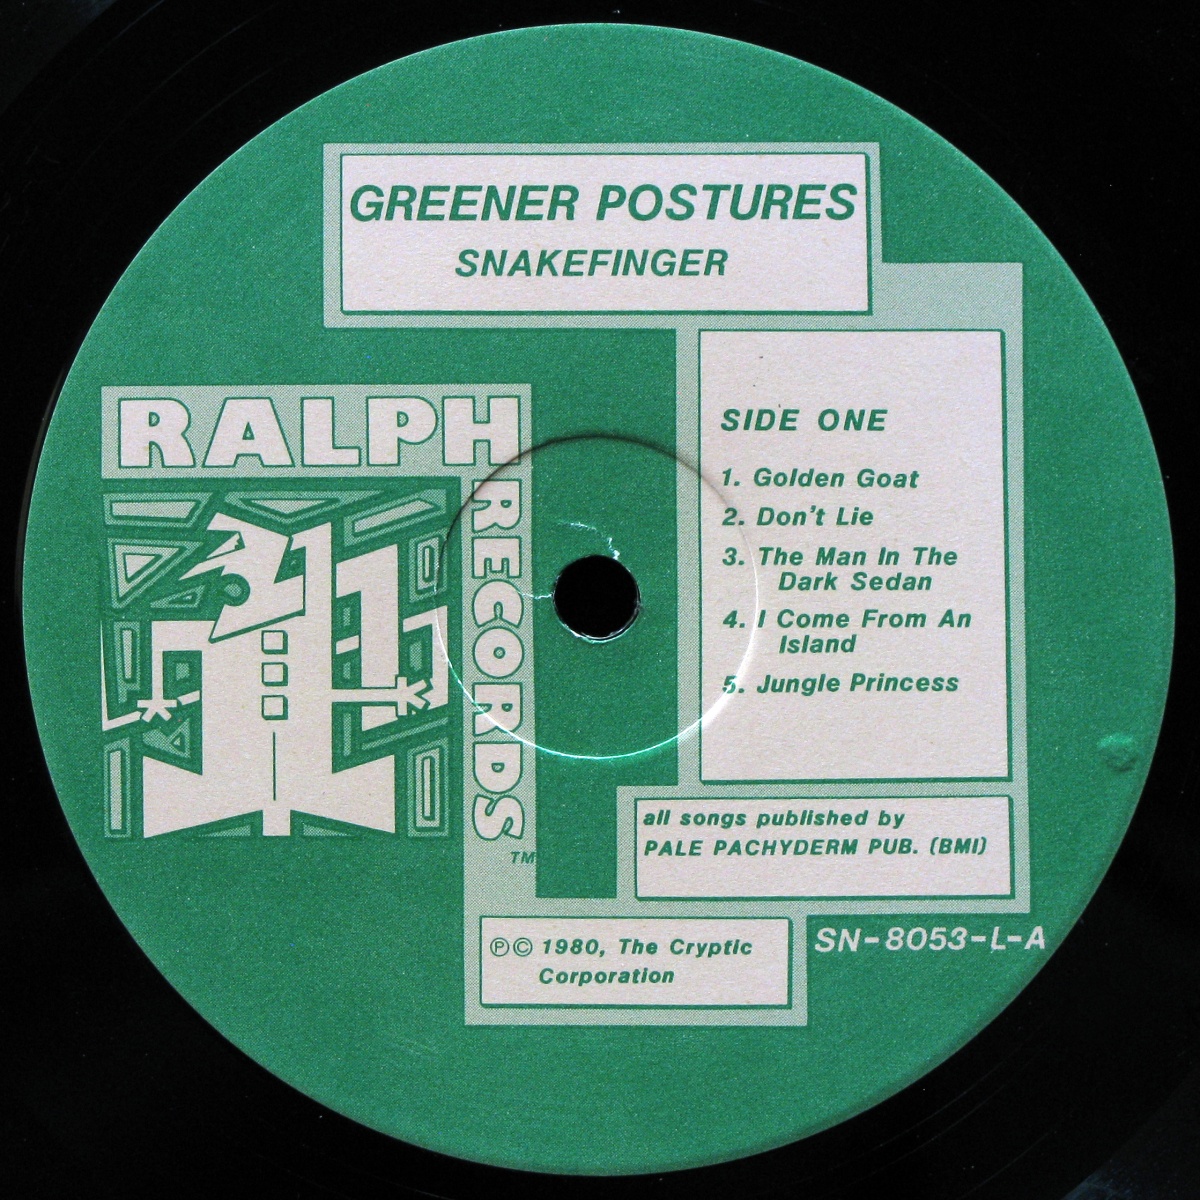 GREENER POSTURES
SNAKEFINGER
RALPH
RECORDS
TM
SIDE ONE
1. Golden Goat
2. Don't Lie
3. The Man In The
Dark Sedan
4. I Come From An
Island
5. Jungle Princess
all songs published by
PALE PACHYDERM PUB. (BMI)
SN-8053-L-A
℗© 1980, The Cryptic
Corporation